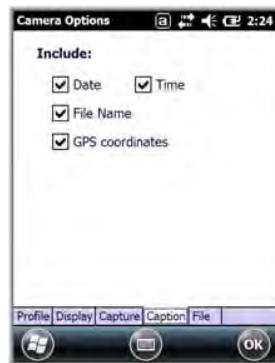 Camera Options a 2:24
Include:
Date Time
File Name
GPS coordinates
Profile Display Capture Caption File
OK